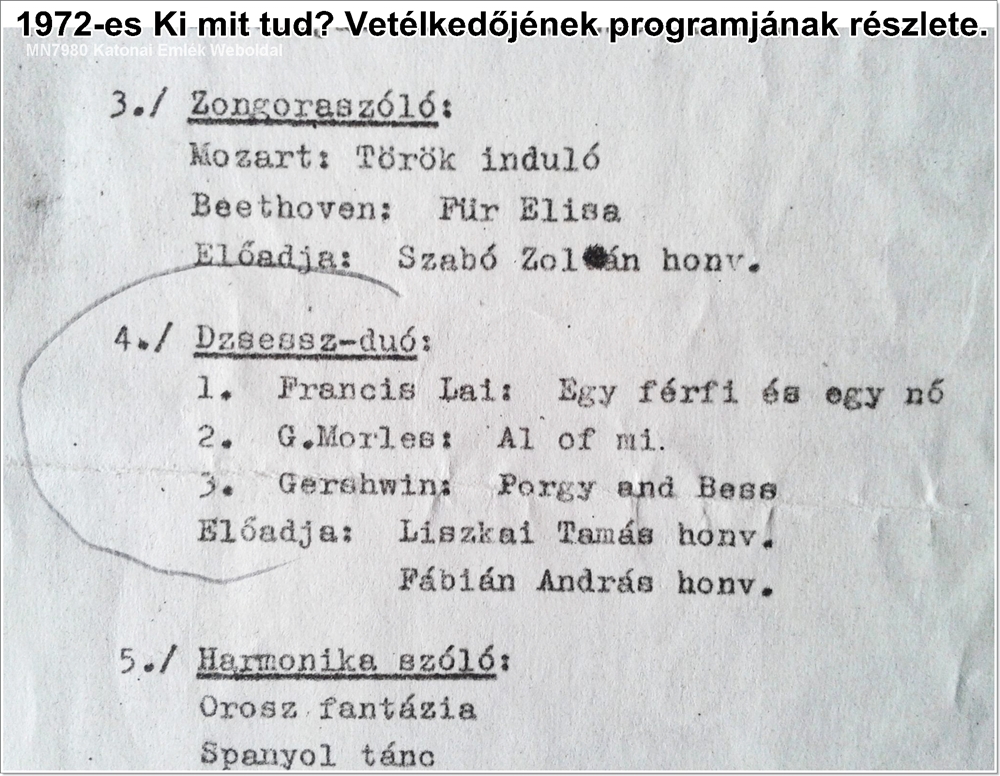 1972-es Ki mit tud? Vetélkedőjének programjának részlete.
MN7980 Katonai Emlék Weboldal
3./ Zongoraszóló:
Mozart: Török induló
Beethoven: Für Elisa
Előadja: Szabó Zoltán honv.
4./ Dzsessz-duó:
1. Francis Lai: Egy férfi és egy nő
2. G.Morles: Al of mi.
3. Gershwin: Porgy and Bess
Előadja: Liszkai Tamás honv.
Fábián András honv.
5./ Harmonika szóló:
Orosz fantázia
Spanyol tánc